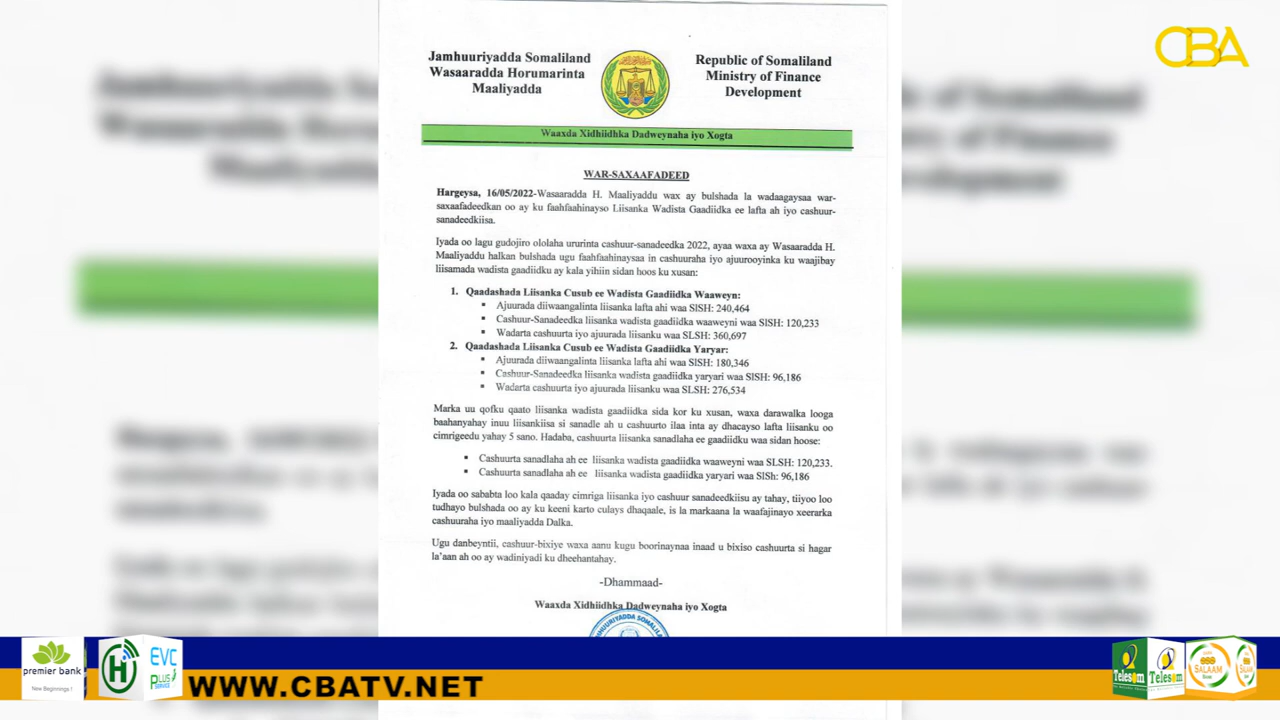 CBA
Jamhuuriyadda Somaliland
Wasaaradda Horumarinta
Maaliyadda
Republic of Somaliland
Ministry of Finance
Development
Waaxda Xidhiidhka Dadweynaha iyo Xogta
WAR-SAXAAFADEED
Hargeysa, 16/05/2022-Wasaaradda H. Maaliyaddu wax ay bulshada la wadaagaysaa war-
saxaafadeedkan oo ay ku faahfaahinayso Liisanka Wadista Gaadiidka ee lafta ah iyo cashuur-
sanadeedkiisa.
Iyada oo lagu gudojiro ololaha ururinta cashuur-sanadeedka 2022, ayaa waxa ay Wasaaradda H.
Maaliyaddu halkan bulshada ugu faahfaahinaysaa in cashuuraha iyo ajuurooyinka ku waajibay
liisamada wadista gaadiidku ay kala yihiin sidan hoos ku xusan:
1. Qaadashada Liisanka Cusub ee Wadista Gaadiidka Waaweyn:
▪ Ajuurada diiwaangalinta liisanka lafta ahi waa SlSH: 240,464
▪ Cashuur-Sanadeedka liisanka wadista gaadiidka waaweyni waa SlSH: 120,233
▪ Wadarta cashuurta iyo ajuurada liisanku waa SLSH: 360,697
2. Qaadashada Liisanka Cusub ee Wadista Gaadiidka Yaryar:
▪ Ajuurada diiwaangalinta liisanka lafta ahi waa SlSH: 180,346
▪ Cashuur-Sanadeedka liisanka wadista gaadiidka yaryari waa SlSH: 96,186
▪ Wadarta cashuurta iyo ajuurada liisanku waa SLSH: 276,534
Marka uu qofku qaato liisanka wadista gaadiidka sida kor ku xusan, waxa darawalka looga
baahanyahay inuu liisankiisa si sanadle ah u cashuurto ilaa inta ay dhacayso lafta liisanku oo
cimrigeedu yahay 5 sano. Hadaba, cashuurta liisanka sanadlaha ee gaadiidku waa sidan hoose:
▪ Cashuurta sanadlaha ah ee liisanka wadista gaadiidka waaweyni waa SLSH: 120,233.
▪ Cashuurta sanadlaha ah ee liisanka wadista gaadiidka yaryari waa SlSh: 96,186
Iyada oo sababta loo kala qaaday cimriga liisanka iyo cashuur sanadeedkiisu ay tahay, tiiyoo loo
tudhayo bulshada oo ay ku keeni karto culays dhaqaale, is la markaana la waafajinayo xeerarka
cashuuraha iyo maaliyadda Dalka.
Ugu danbeyntii, cashuur-bixiye waxa aanu kugu boorinaynaa inaad u bixiso cashuurta si hagar
la'aan ah oo ay wadiniyadi ku dheehantahay.
-Dhammaad-
Waaxda Xidhiidhka Dadweynaha iyo Xogta
premier bank
New Beginnings !
EVC
PLUS
SERVICE
WWW.CBATV.NET
Telesom
Telesom
SALAAM